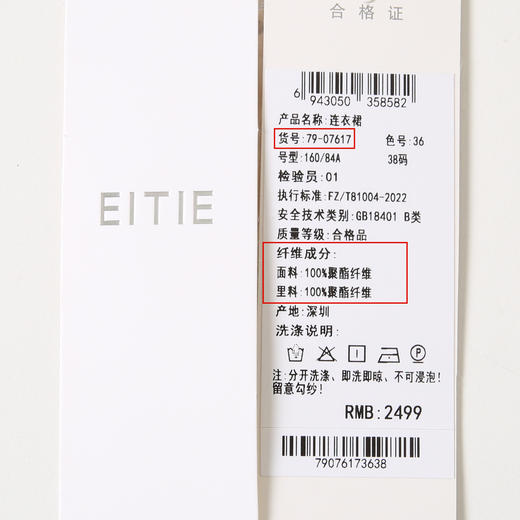 EITIE
合格证
6 943050 358582
产品名称:连衣裙
货号:79-07617 色号:36
号型:160/84A 38码
检验员:01
执行标准:FZ/T81004-2022
安全技术类别:GB18401 B类
质量等级:合格品
纤维成分:
面料:100%聚酯纤维
里料:100%聚酯纤维
产地:深圳
洗涤说明:
注:分开洗涤、即洗即晾、不可浸泡!
留意勾纱!
RMB:2499
79076173638